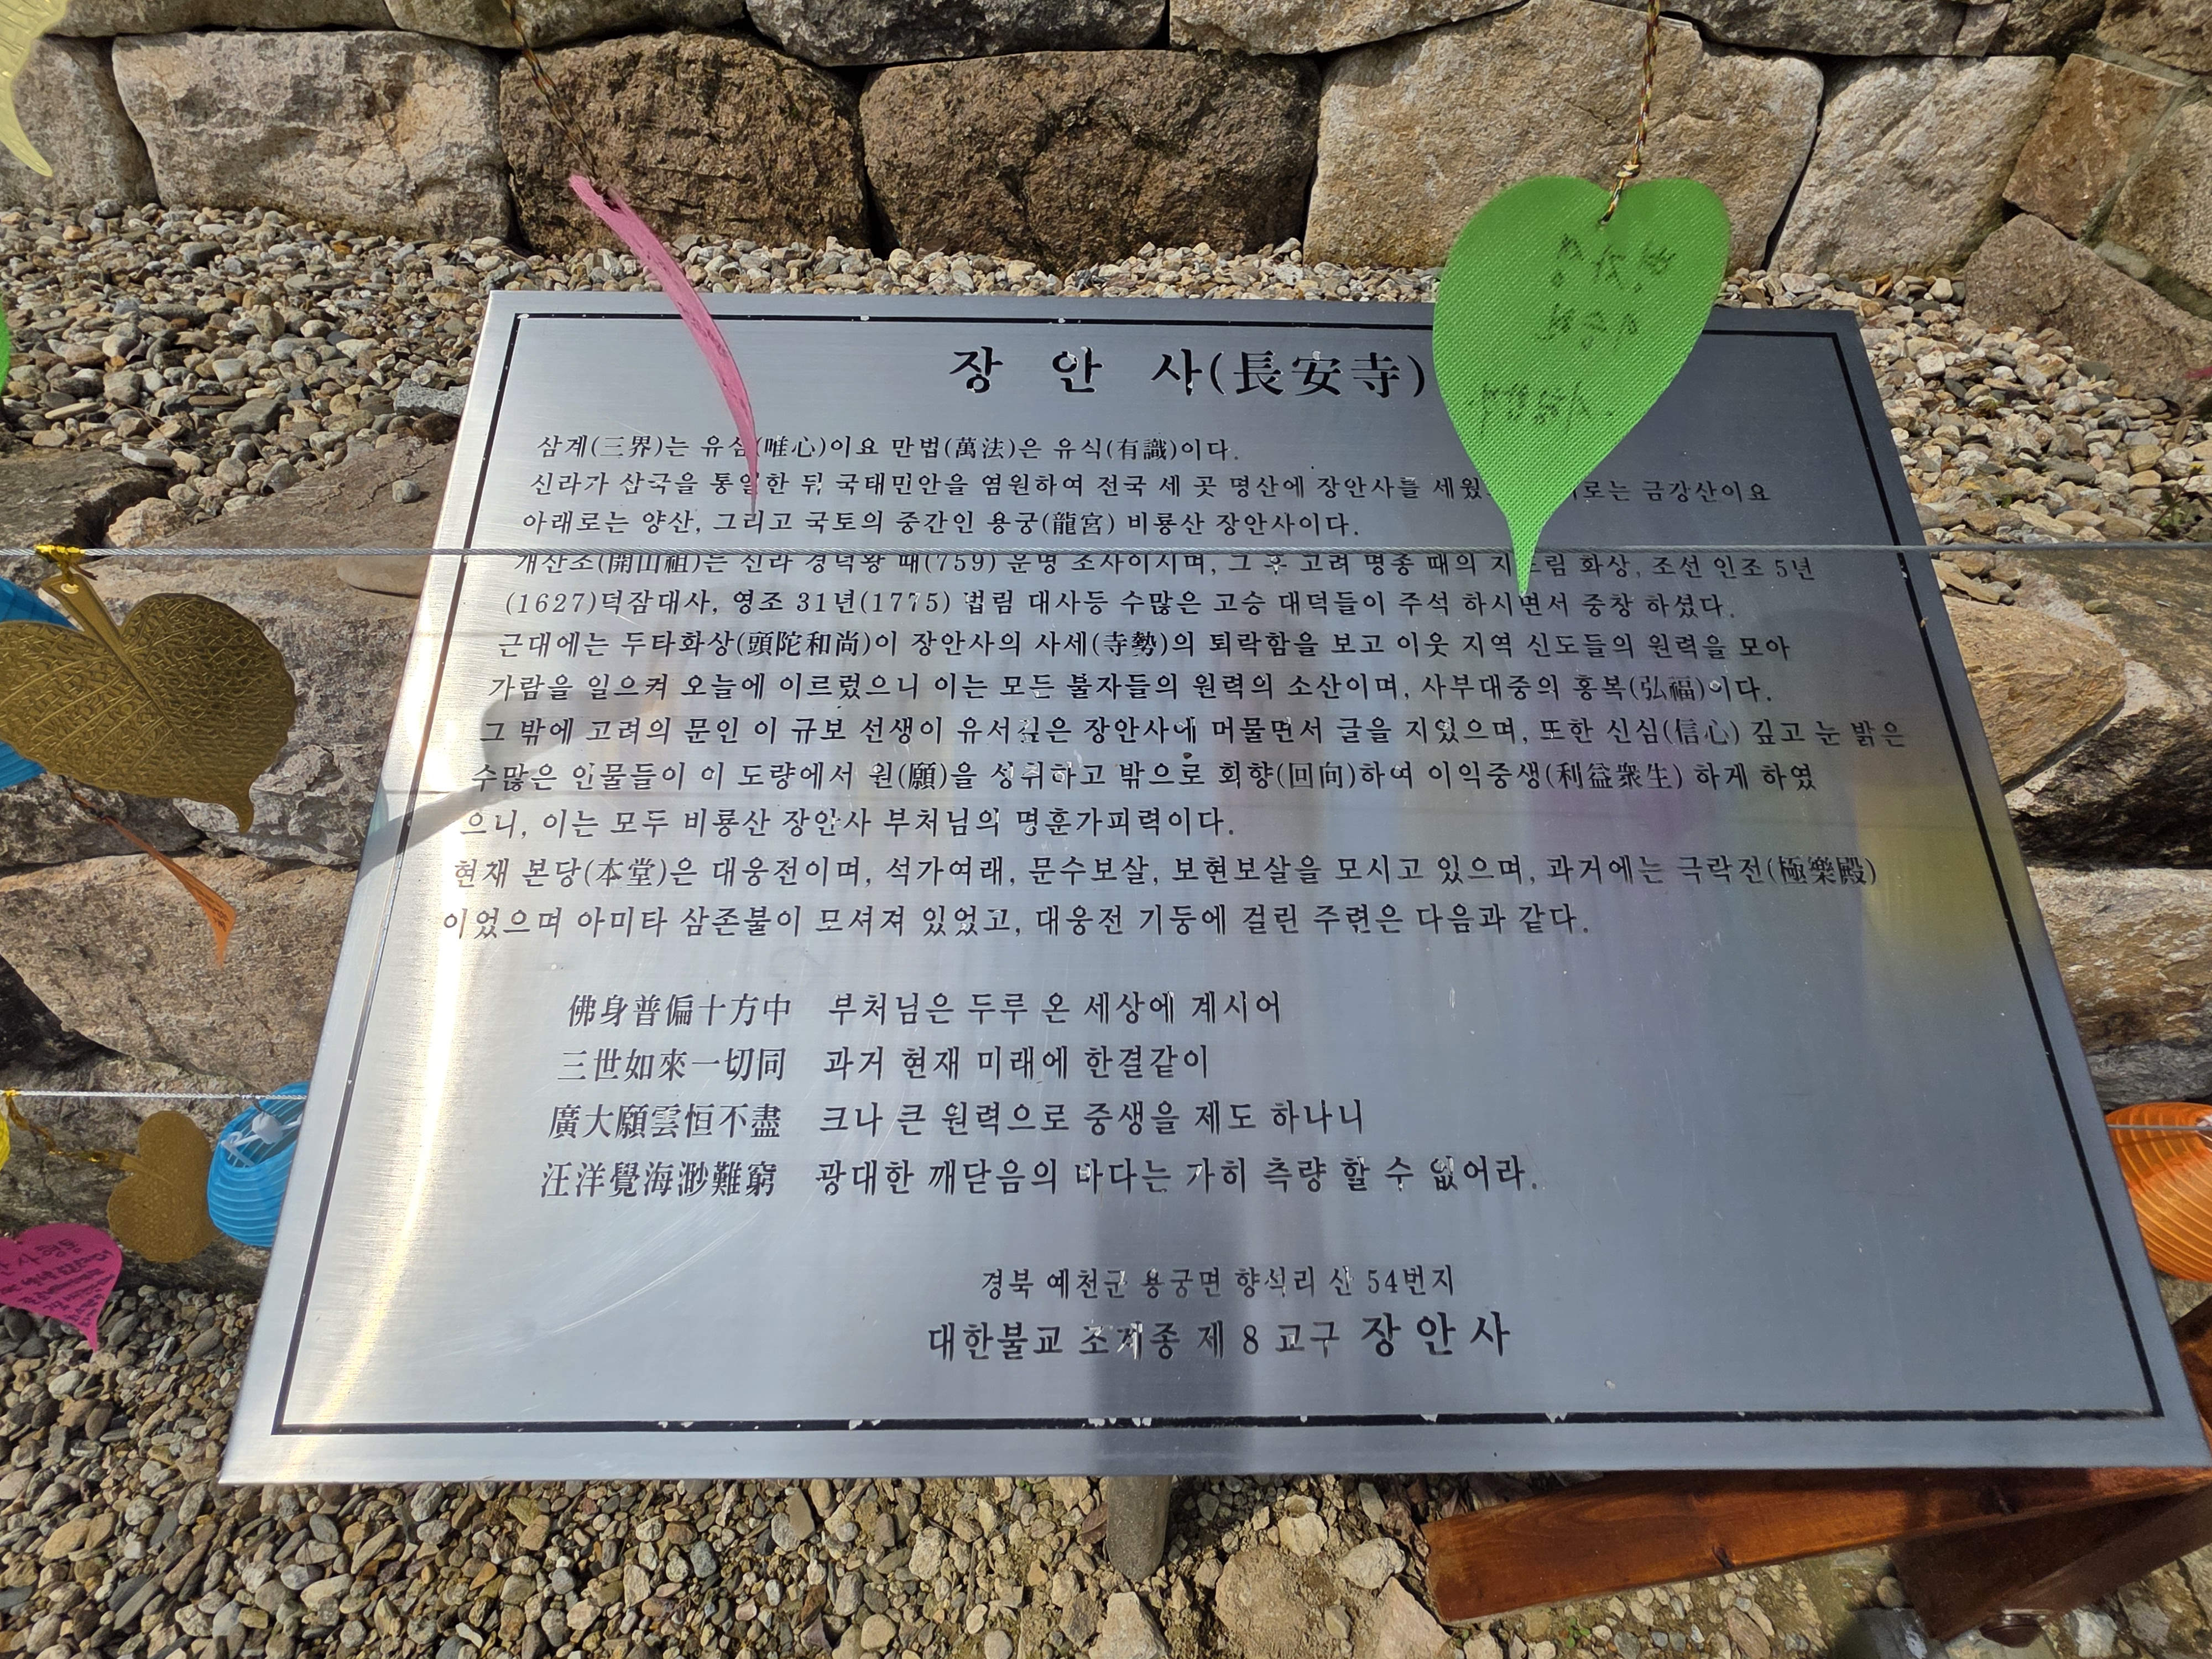 장 안 사(長安寺)
삼계(三界)는 유심(唯心)이요 만법(萬法)은 유식(有識)이다.
신라가 삼국을 통일한 뒤 국태민안을 염원하여 전국 세 곳 명산에 장안사를 세웠 로는 금강산이요
아래로는 양산, 그리고 국토의 중간인 용궁(龍宮) 비룡산 장안사이다.
개산조(開山祖)는 신라 경덕왕 때(759) 운명 조사이시며, 그 후 고려 명종 때의 화상, 조선 인조 5년
(1627)덕잠대사, 영조 31년(1775) 법림 대사등 수많은 고승 대덕들이 주석 하시면서 중창 하셨다.
근대에는 두타화상(頭陀和尚)이 장안사의 사세(寺勢)의 퇴락함을 보고 이웃 지역 신도들의 원력을 모아
가람을 일으켜 오늘에 이르렀으니 이는 모든 불자들의 원력의 소산이며, 사부대중의 홍복(弘福)이다.
그 밖에 고려의 문인 이 규보 선생이 유서깊은 장안사에 머물면서 글을 지었으며, 또한 신심(信心) 깊고 눈 밝은
수많은 인물들이 이 도량에서 원(願)을 성취하고 밖으로 회향(回向)하여 이익중생(利益衆生) 하게 하였
으니, 이는 모두 비룡산 장안사 부처님의 명훈가피력이다.
현재 본당(本堂)은 대웅전이며, 석가여래, 문수보살, 보현보살을 모시고 있으며, 과거에는 극락전(極樂殿)
이었으며 아미타 삼존불이 모셔져 있었고, 대웅전 기둥에 걸린 주련은 다음과 같다.
佛身普偏十方中 부처님은 두루 온 세상에 계시어
三世如來一切同 과거 현재 미래에 한결같이
廣大願雲恒不盡 크나 큰 원력으로 중생을 제도 하나니
汪洋覺海渺難窮 광대한 깨닫음의 바다는 가히 측량 할 수 없어라.
경북 예천군 용궁면 향석리 산 54번지
대한불교 조계종 제 8 교구 장 안 사